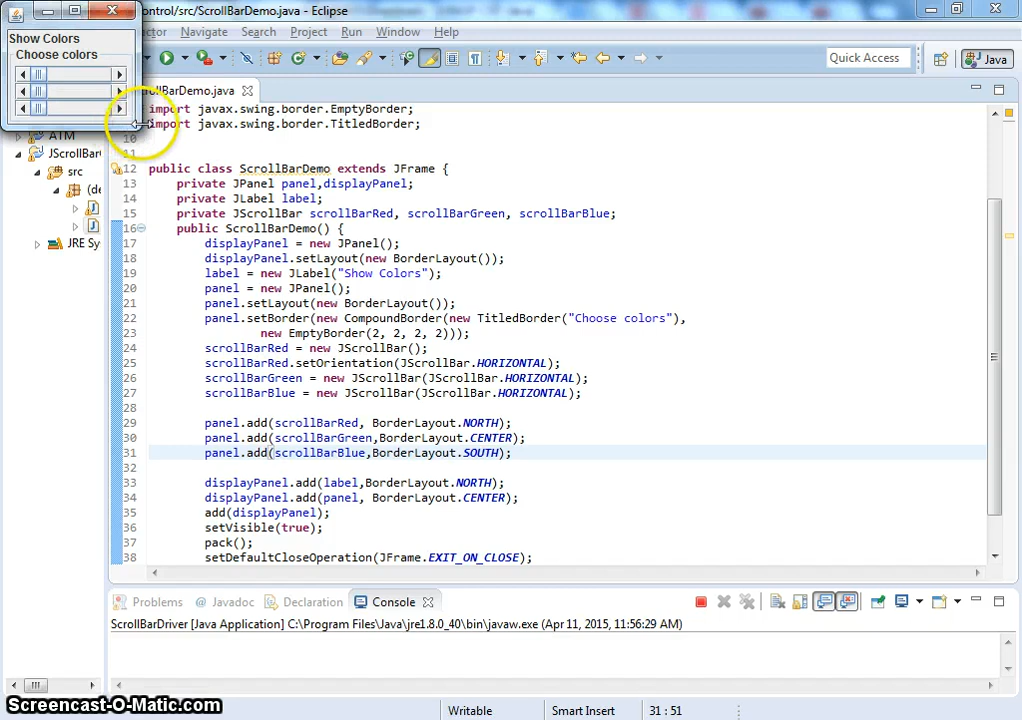 ontrol/src/ScrollBarDemo.java - Eclipse
ctor Navigate Search Project Run Window Help
Quick Access
Java
Show Colors
Choose colors
ollBarDemo.java
ATM
JScrollBar
src
(de
JRE Sy
import javax.swing.border.EmptyBorder;
import javax.swing.border.TitledBorder;
10
11
12 public class ScrollBarDemo extends JFrame {
13 private JPanel panel,displayPanel;
14 private JLabel label;
15 private JScrollBar scrollBarRed, scrollBarGreen, scrollBarBlue;
16 public ScrollBarDemo() {
17 displayPanel = new JPanel();
18 displayPanel.setLayout(new BorderLayout());
19 label = new JLabel("Show Colors");
20 panel = new JPanel();
21 panel.setLayout(new BorderLayout());
22 panel.setBorder(new CompoundBorder(new TitledBorder("Choose colors"),
23 new EmptyBorder(2, 2, 2, 2)));
24 scrollBarRed = new JScrollBar();
25 scrollBarRed.setOrientation(JScrollBar.HORIZONTAL);
26 scrollBarGreen = new JScrollBar(JScrollBar.HORIZONTAL);
27 scrollBarBlue = new JScrollBar(JScrollBar.HORIZONTAL);
28
29 panel.add(scrollBarRed, BorderLayout.NORTH);
30 panel.add(scrollBarGreen,BorderLayout.CENTER);
31 panel.add(scrollBarBlue,BorderLayout.SOUTH);
32
33 displayPanel.add(label,BorderLayout.NORTH);
34 displayPanel.add(panel, BorderLayout.CENTER);
35 add(displayPanel);
36 setVisible(true);
37 pack();
38 setDefaultCloseOperation(JFrame.EXIT_ON_CLOSE);
Problems @ Javadoc Declaration Console
ScrollBarDriver [Java Application] C:\Program Files\Java\jre1.8.0_40\bin\javaw.exe (Apr 11, 2015, 11:56:29 AM)
Screencast-O-Matic.com
Writable Smart Insert 31 : 51